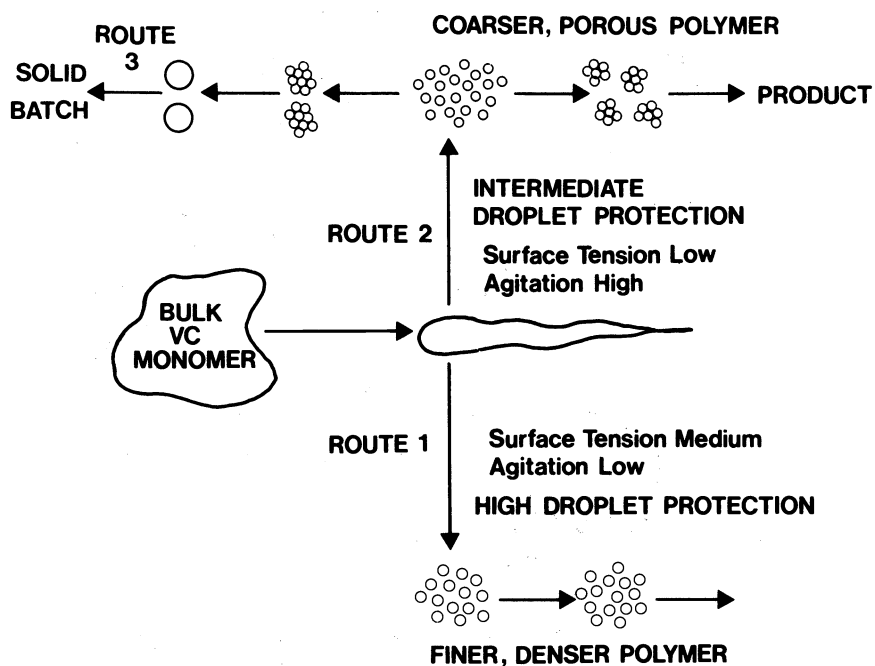 COARSER, POROUS POLYMER
ROUTE
3
SOLID
BATCH
PRODUCT
INTERMEDIATE
DROPLET PROTECTION
ROUTE 2
Surface Tension Low
Agitation High
BULK
VC
MONOMER
ROUTE 1
Surface Tension Medium
Agitation Low
HIGH DROPLET PROTECTION
FINER, DENSER POLYMER